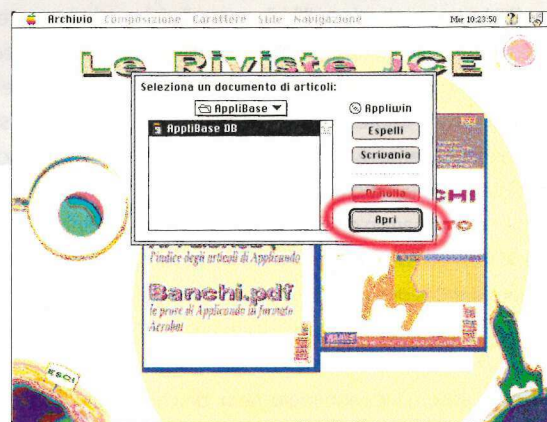 Archivio Composizione Carattere Stile Navigazione Mer 10:23:50
Le Riviste JCE
Seleziona un documento di articoli:
AppliBase
Appliwin
AppliBase DB
Espelli
Scrivania
Annulla
Apri
l'indice degli articoli di Applicando
Banchi.pdf
le prove di Applicando in formato
Acrobat
ESCI